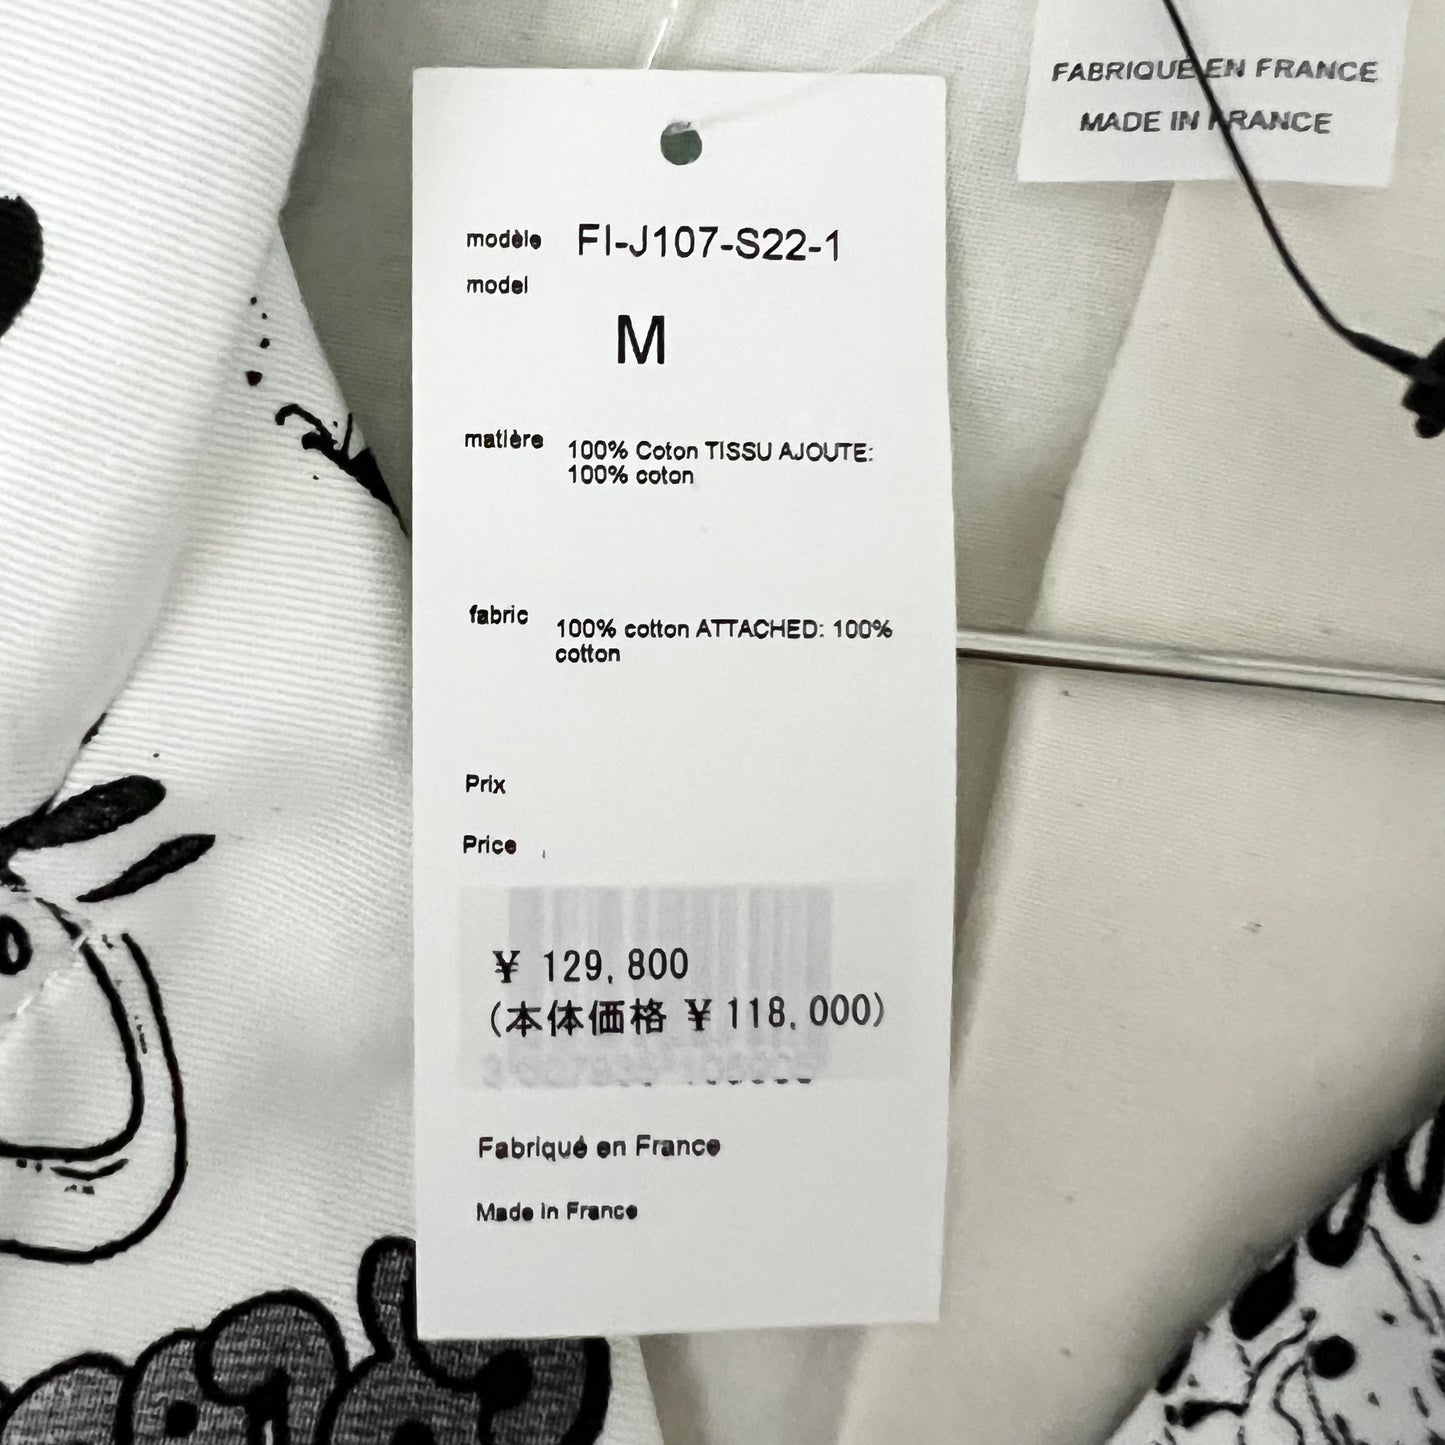 FABRIQUE EN FRANCE
MADE IN FRANCE
modèle FI-J107-S22-1
model
M
matière 100% Coton TISSU AJOUTE:
100% coton
fabric 100% cotton ATTACHED: 100%
cotton
Prix
Price
¥ 129,800
(本体価格 ¥118,000)
Fabriqué en France
Made in France